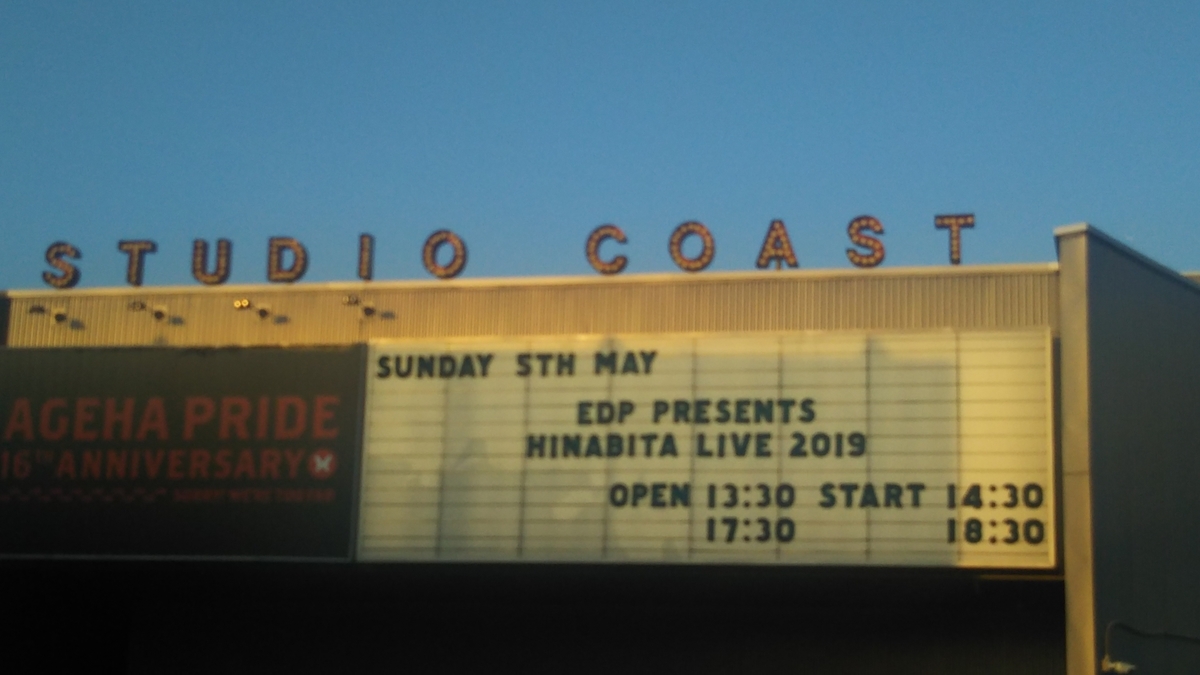 STUDIO COAST
AGEHA PRIDE
16TH ANNIVERSARY
SUNDAY 5TH MAY
EDP PRESENTS
HINABITA LIVE 2019
OPEN 13:30 START 14:30
17:30 18:30